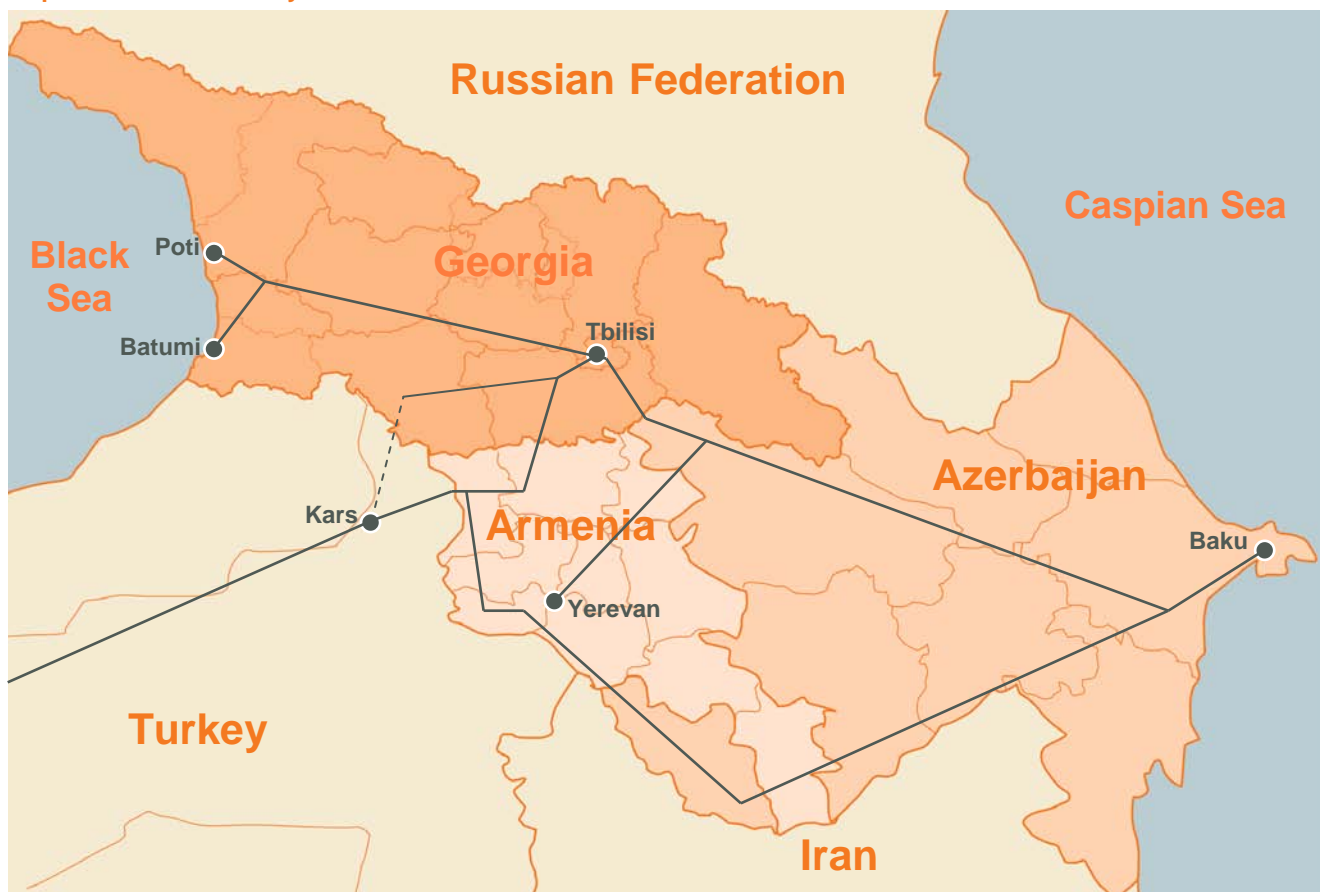 Russian Federation
Caspian Sea
Black
Sea
Poti
Georgia
Batumi
Tbilisi
Azerbaijan
Kars
Armenia
Baku
Yerevan
Turkey
Iran